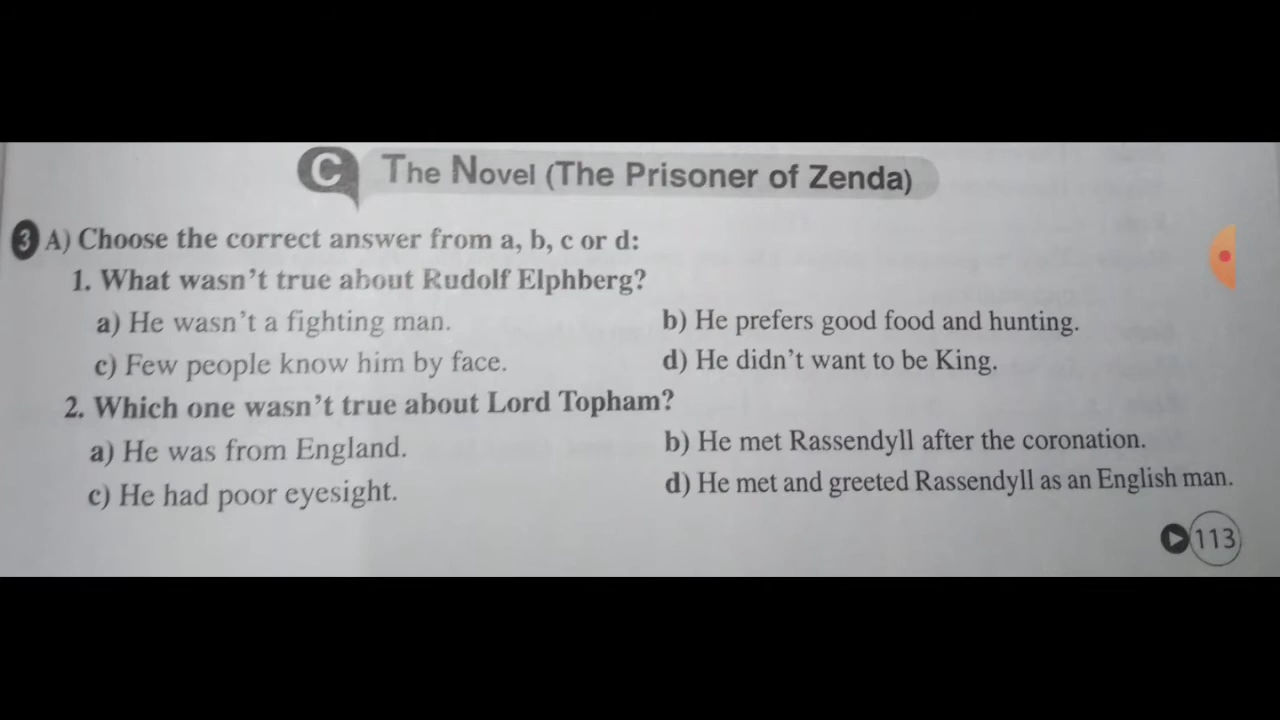 C The Novel (The Prisoner of Zenda)
3 A) Choose the correct answer from a, b, c or d:
1. What wasn't true about Rudolf Elphberg?
a) He wasn't a fighting man. b) He prefers good food and hunting.
c) Few people know him by face. d) He didn't want to be King.
2. Which one wasn't true about Lord Topham?
a) He was from England. b) He met Rassendyll after the coronation.
c) He had poor eyesight. d) He met and greeted Rassendyll as an English man.
113